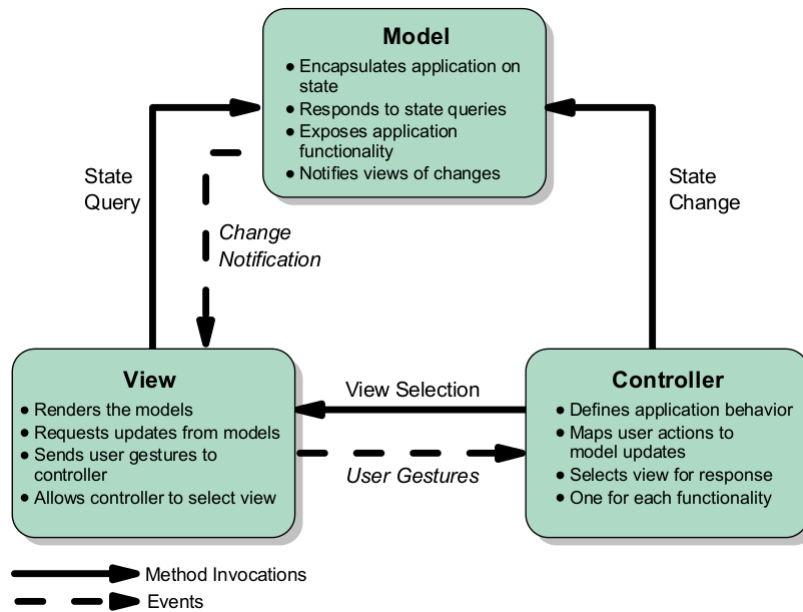 Model
• Encapsulates application on
state
• Responds to state queries
• Exposes application
functionality
• Notifies views of changes
State
Query
Change
Notification
State
Change
View
• Renders the models
• Requests updates from models
• Sends user gestures to
controller
• Allows controller to select view
View Selection
User Gestures
Controller
• Defines application behavior
• Maps user actions to
model updates
• Selects view for response
• One for each functionality
Method Invocations
Events